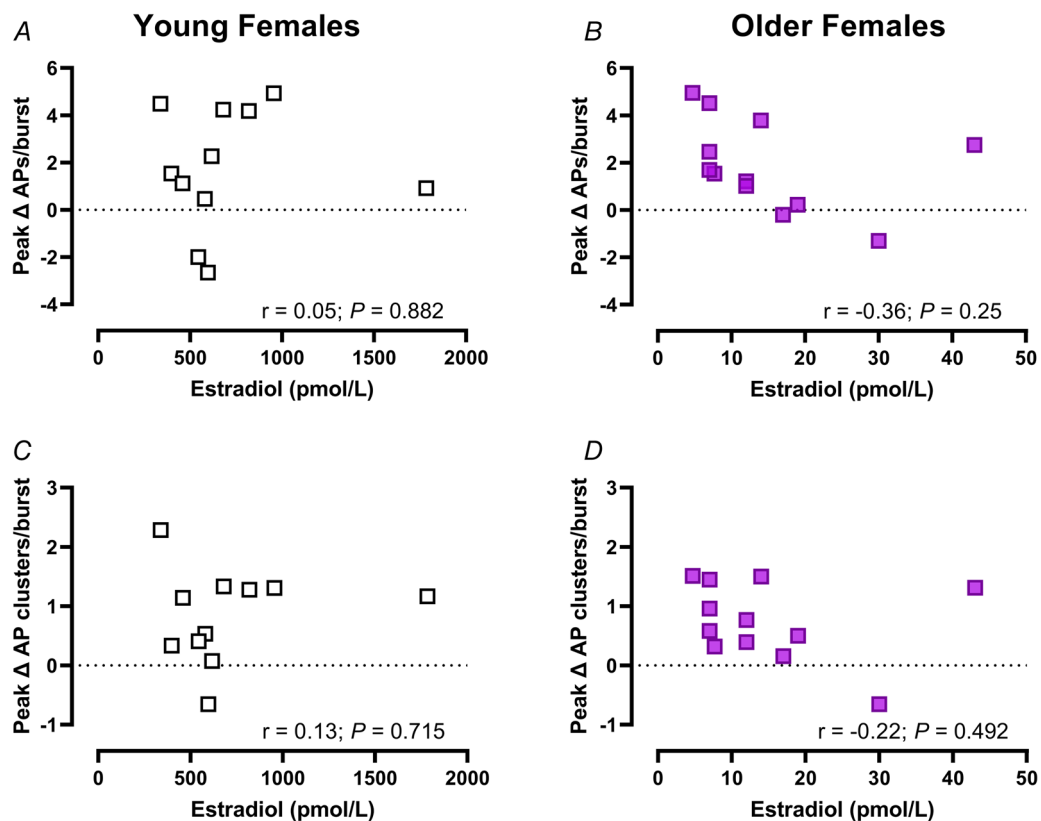 A
Young Females
Peak Δ APs/burst
6
4
2
0
-2
-4
r = 0.05; P = 0.882
0 500 1000 1500 2000
Estradiol (pmol/L)
B
Older Females
Peak Δ APs/burst
6
4
2
0
-2
-4
r = -0.36; P = 0.25
0 10 20 30 40 50
Estradiol (pmol/L)
C
Peak Δ AP clusters/burst
3
2
1
0
-1
r = 0.13; P = 0.715
0 500 1000 1500 2000
Estradiol (pmol/L)
D
Peak Δ AP clusters/burst
3
2
1
0
-1
r = -0.22; P = 0.492
0 10 20 30 40 50
Estradiol (pmol/L)